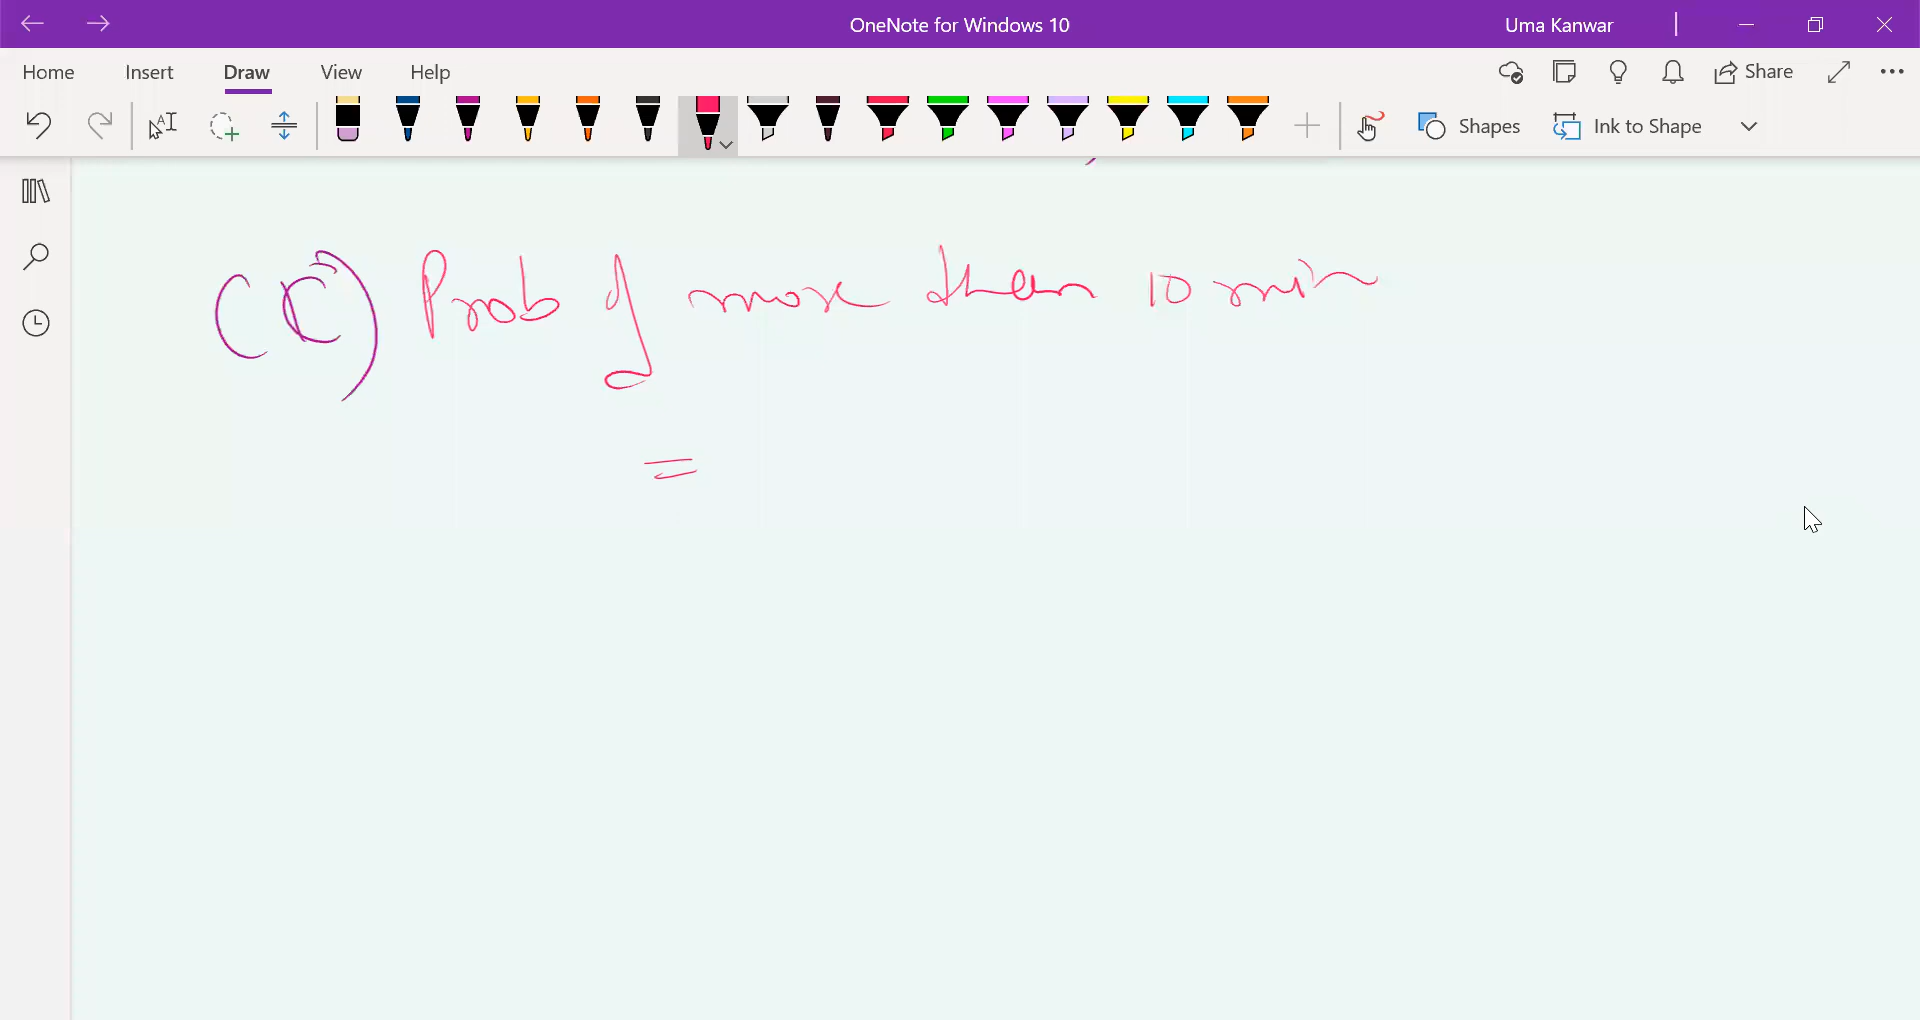 OneNote for Windows 10
Uma Kanwar
Home Insert Draw View Help
Share
Shapes
Ink to Shape
(C) Prob of more than 10 min
=